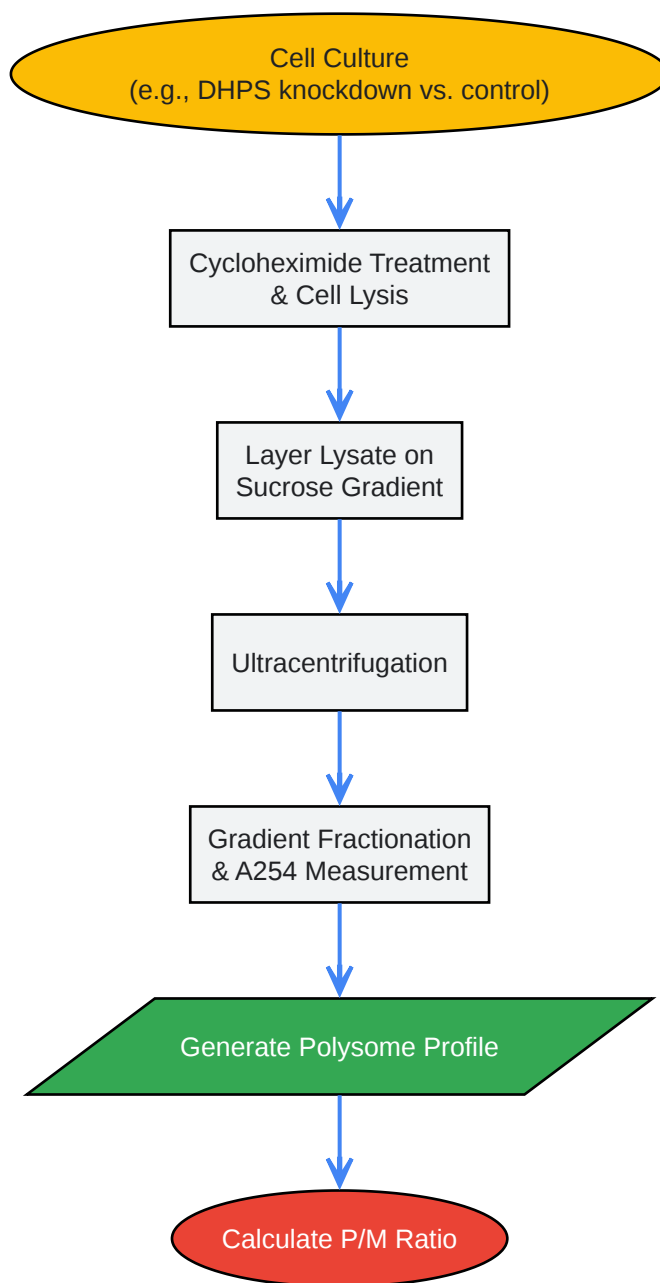 Cell Culture
(e.g., DHPS knockdown vs. control)
Cycloheximide Treatment
& Cell Lysis
Layer Lysate on
Sucrose Gradient
Ultracentrifugation
Gradient Fractionation
& A254 Measurement
Generate Polysome Profile
Calculate P/M Ratio